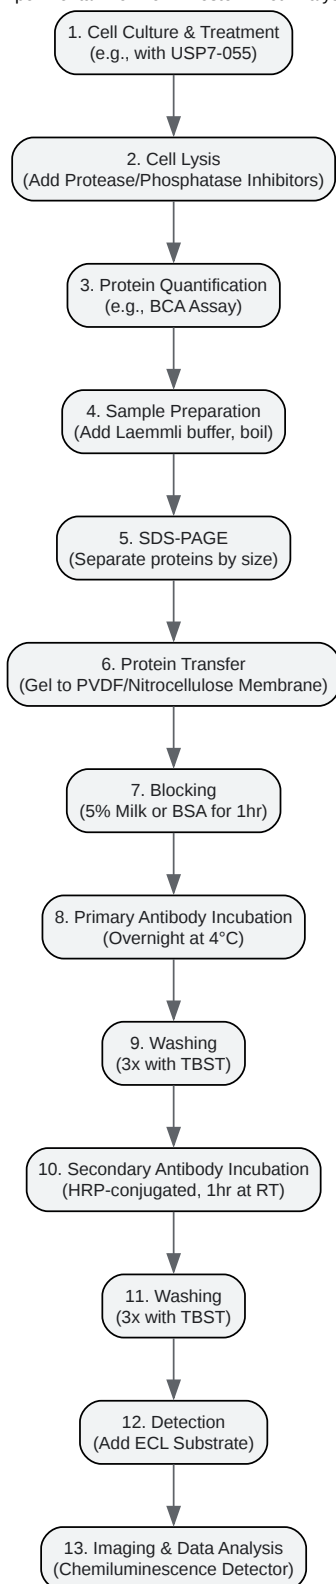 1. Cell Culture & Treatment
(e.g., with USP7-055)
2. Cell Lysis
(Add Protease/Phosphatase Inhibitors)
3. Protein Quantification
(e.g., BCA Assay)
4. Sample Preparation
(Add Laemmli buffer, boil)
5. SDS-PAGE
(Separate proteins by size)
6. Protein Transfer
(Gel to PVDF/Nitrocellulose Membrane)
7. Blocking
(5% Milk or BSA for 1hr)
8. Primary Antibody Incubation
(Overnight at 4°C)
9. Washing
(3x with TBST)
10. Secondary Antibody Incubation
(HRP-conjugated, 1hr at RT)
11. Washing
(3x with TBST)
12. Detection
(Add ECL Substrate)
13. Imaging & Data Analysis
(Chemiluminescence Detector)